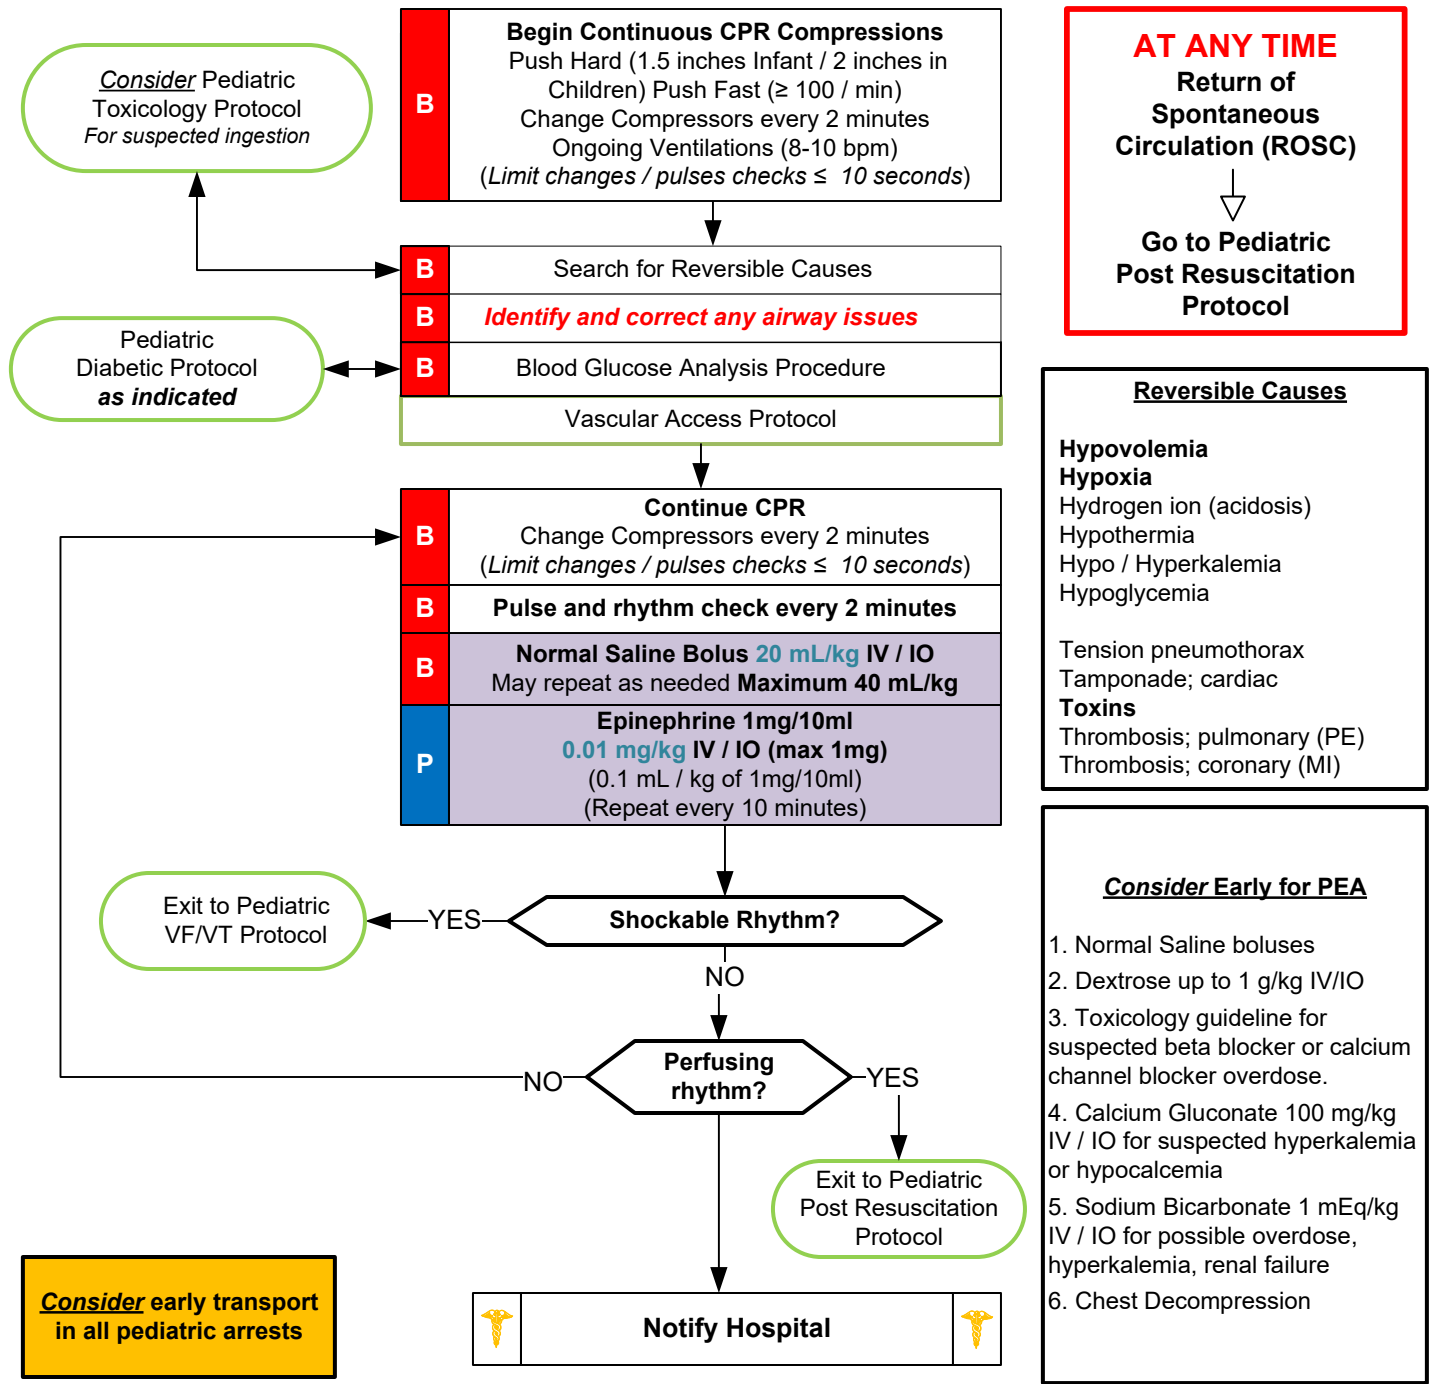 Begin Continuous CPR Compressions
Push Hard (1.5 inches Infant / 2 inches in
Children) Push Fast (≥ 100 / min)
Change Compressors every 2 minutes
Ongoing Ventilations (8-10 bpm)
(Limit changes / pulses checks ≤ 10 seconds)
B
Consider Pediatric
Toxicology Protocol
For suspected ingestion
AT ANY TIME
Return of
Spontaneous
Circulation (ROSC)
Go to Pediatric
Post Resuscitation
Protocol
B
Search for Reversible Causes
B
Identify and correct any airway issues
B
Blood Glucose Analysis Procedure
Vascular Access Protocol
Pediatric
Diabetic Protocol
as indicated
Reversible Causes
Hypovolemia
Hypoxia
Hydrogen ion (acidosis)
Hypothermia
Hypo / Hyperkalemia
Hypoglycemia
Tension pneumothorax
Tamponade; cardiac
Toxins
Thrombosis; pulmonary (PE)
Thrombosis; coronary (MI)
B
Continue CPR
Change Compressors every 2 minutes
(Limit changes / pulses checks ≤ 10 seconds)
B
Pulse and rhythm check every 2 minutes
B
Normal Saline Bolus 20 mL/kg IV / IO
May repeat as needed Maximum 40 mL/kg
P
Epinephrine 1mg/10ml
0.01 mg/kg IV / IO (max 1mg)
(0.1 mL / kg of 1mg/10ml)
(Repeat every 10 minutes)
Shockable Rhythm?
YES
Exit to Pediatric
VF/VT Protocol
NO
Perfusing
rhythm?
NO
YES
Exit to Pediatric
Post Resuscitation
Protocol
Consider Early for PEA
1. Normal Saline boluses
2. Dextrose up to 1 g/kg IV/IO
3. Toxicology guideline for
suspected beta blocker or calcium
channel blocker overdose.
4. Calcium Gluconate 100 mg/kg
IV / IO for suspected hyperkalemia
or hypocalcemia
5. Sodium Bicarbonate 1 mEq/kg
IV / IO for possible overdose,
hyperkalemia, renal failure
6. Chest Decompression
Consider early transport
in all pediatric arrests
Notify Hospital